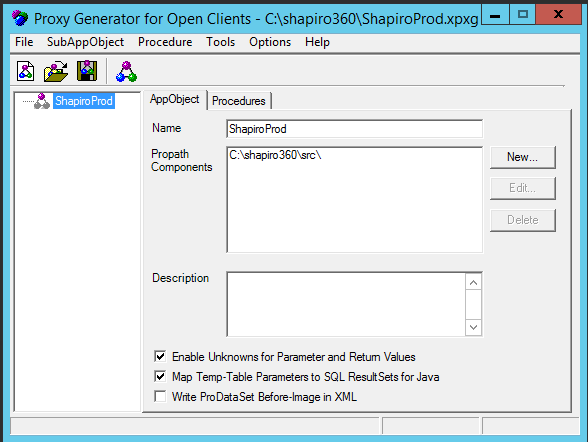 Proxy Generator for Open Clients - C:\shapiro360\ShapiroProd.xpxg
File SubAppObject Procedure Tools Options Help
ShapiroProd
AppObject Procedures
Name ShapiroProd
Propath
Components
C:\shapiro360\src\
New...
Edit...
Delete
Description
Enable Unknowns for Parameter and Return Values
Map Temp-Table Parameters to SQL ResultSets for Java
Write ProDataSet Before-Image in XML